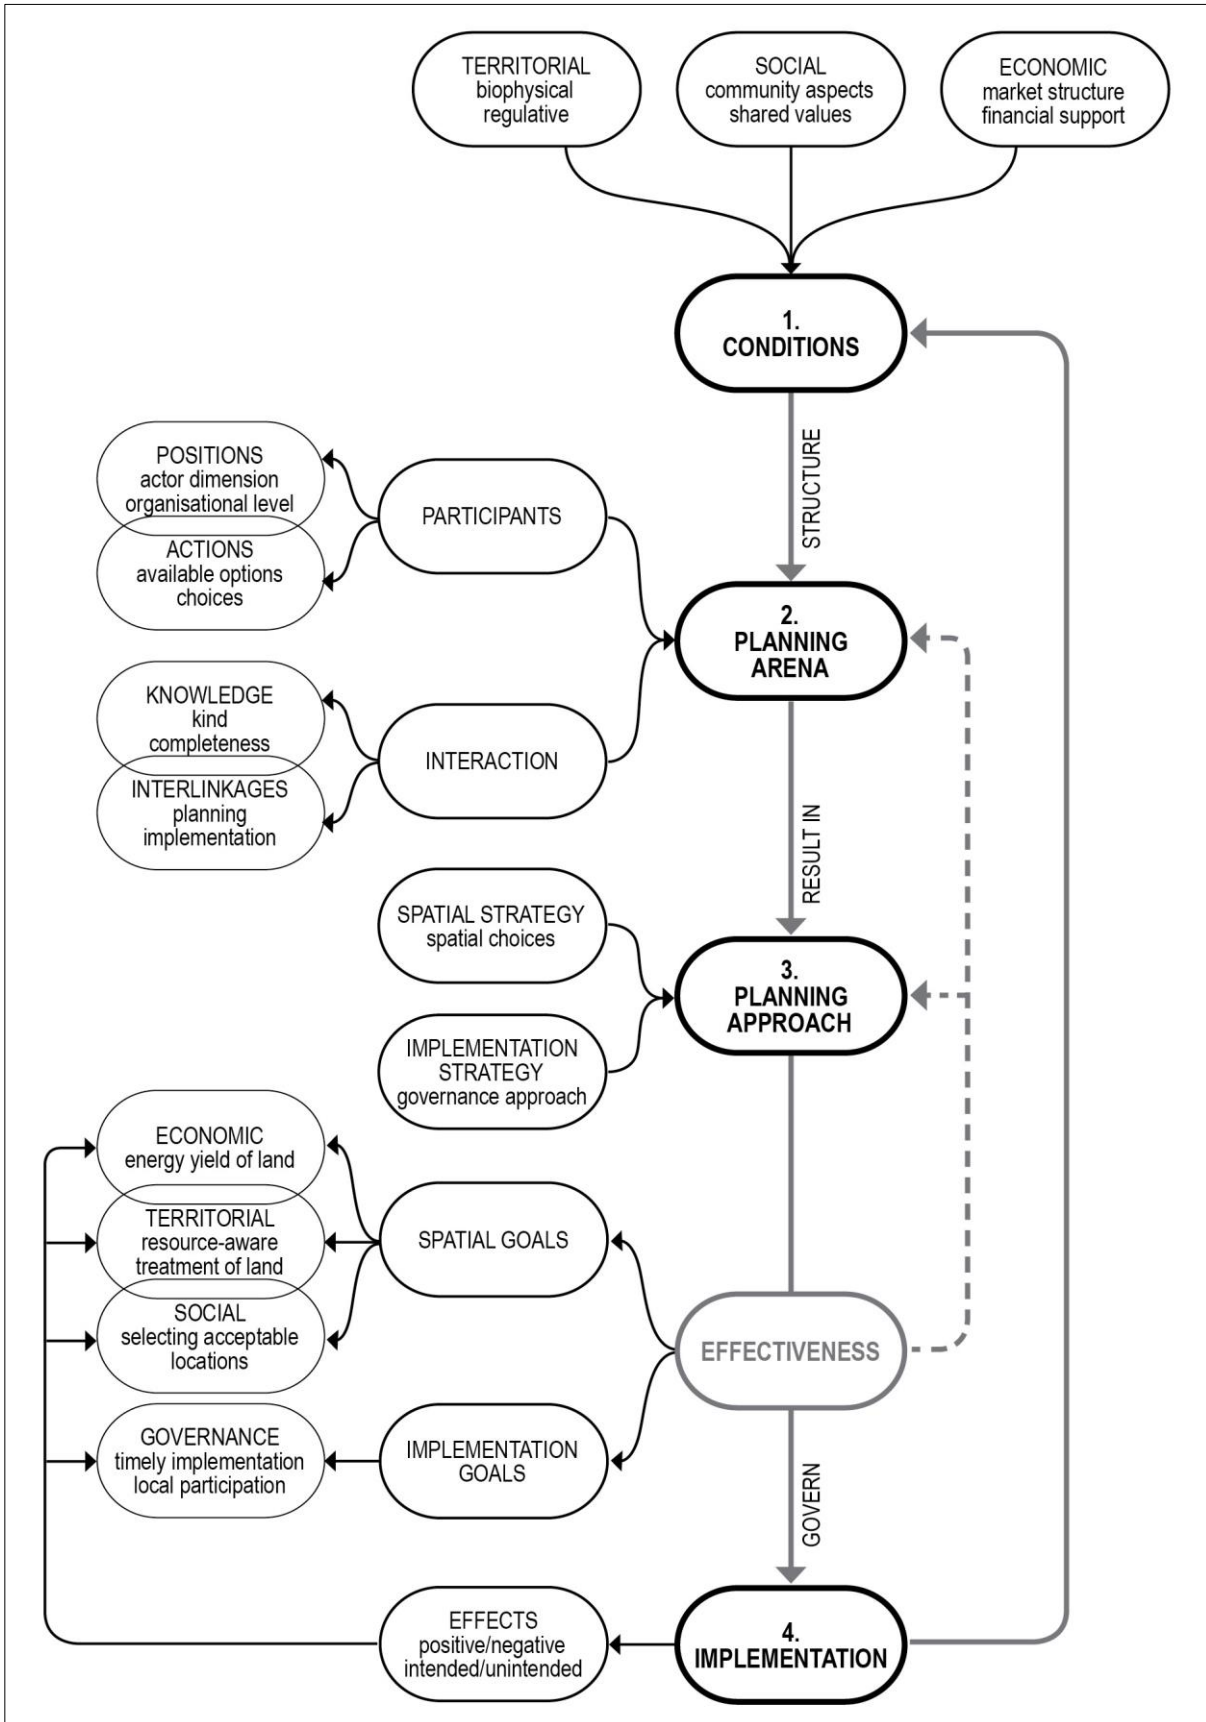 TERRITORIAL
biophysical
regulative
SOCIAL
community aspects
shared values
ECONOMIC
market structure
financial support
1.
CONDITIONS
STRUCTURE
POSITIONS
actor dimension
organisational level
ACTIONS
available options
choices
PARTICIPANTS
2.
PLANNING
ARENA
KNOWLEDGE
kind
completeness
INTERLINKAGES
planning
implementation
INTERACTION
RESULT IN
SPATIAL STRATEGY
spatial choices
3.
PLANNING
APPROACH
IMPLEMENTATION
STRATEGY
governance approach
ECONOMIC
energy yield of land
TERRITORIAL
resource-aware
treatment of land
SOCIAL
selecting acceptable
locations
SPATIAL GOALS
EFFECTIVENESS
GOVERNANCE
timely implementation
local participation
IMPLEMENTATION
GOALS
GOVERN
EFFECTS
positive/negative
intended/unintended
4.
IMPLEMENTATION